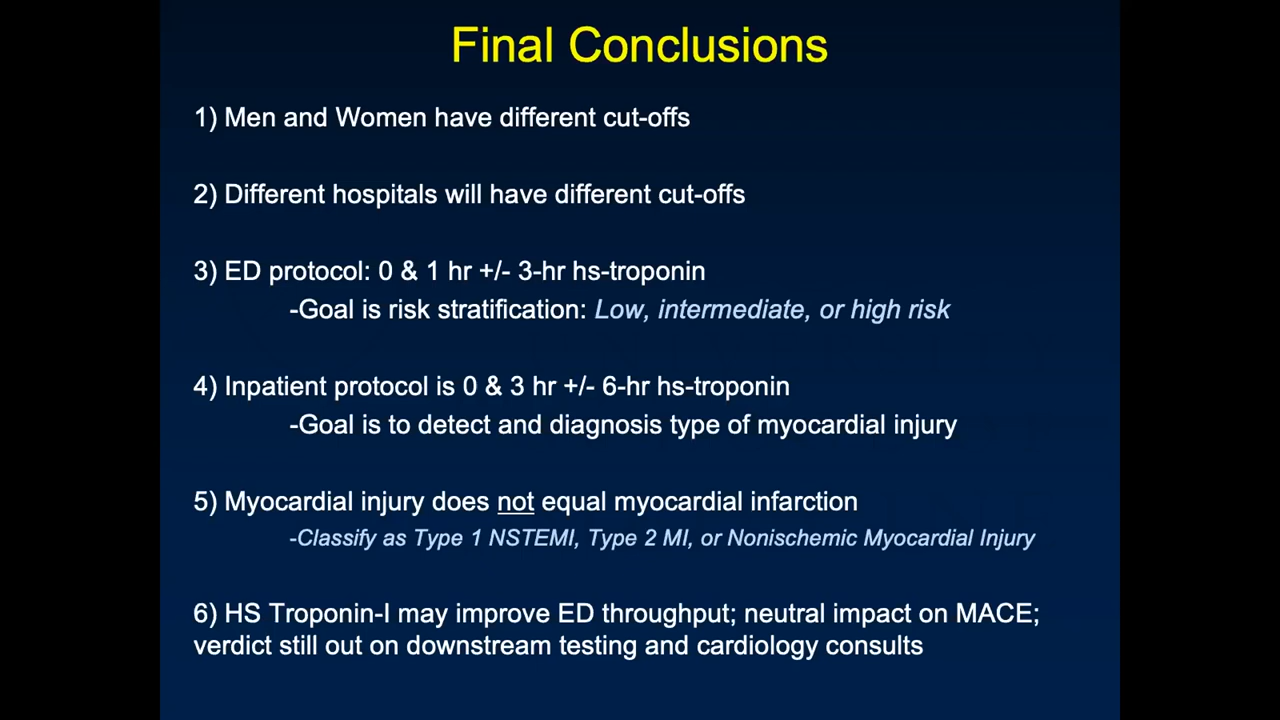 Final Conclusions
1) Men and Women have different cut-offs
2) Different hospitals will have different cut-offs
3) ED protocol: 0 & 1 hr +/- 3-hr hs-troponin
-Goal is risk stratification: Low, intermediate, or high risk
4) Inpatient protocol is 0 & 3 hr +/- 6-hr hs-troponin
-Goal is to detect and diagnosis type of myocardial injury
5) Myocardial injury does not equal myocardial infarction
-Classify as Type 1 NSTEMI, Type 2 MI, or Nonischemic Myocardial Injury
6) HS Troponin-I may improve ED throughput; neutral impact on MACE;
verdict still out on downstream testing and cardiology consults